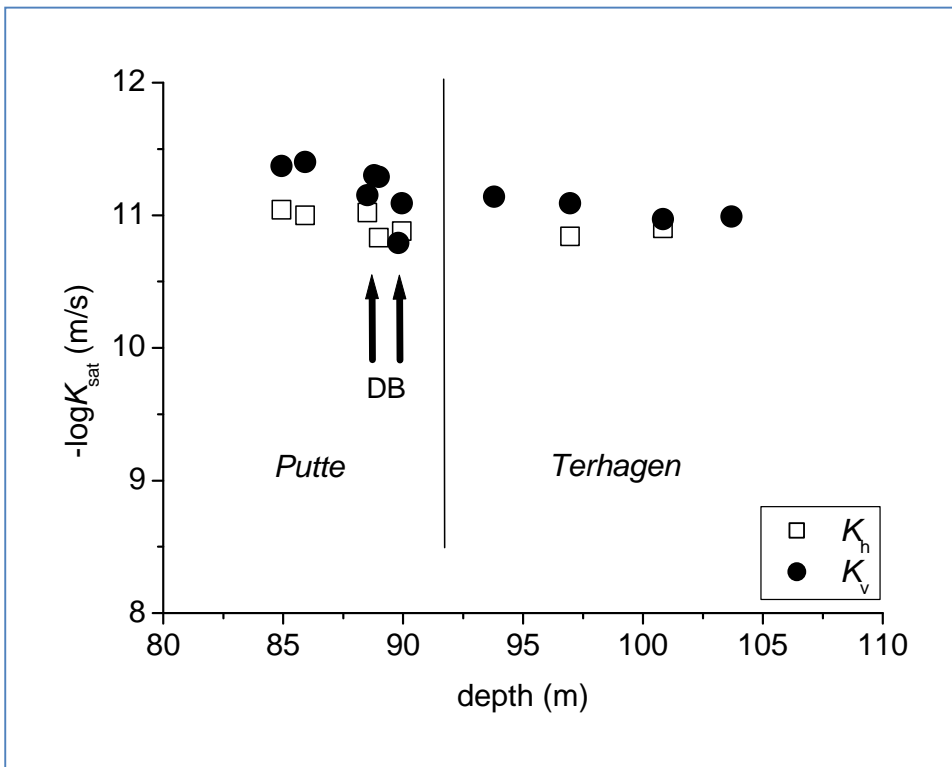 12
11
10
9
8
-logKsat (m/s)
DB
Putte
Terhagen
Kh
Kv
80 85 90 95 100 105 110
depth (m)